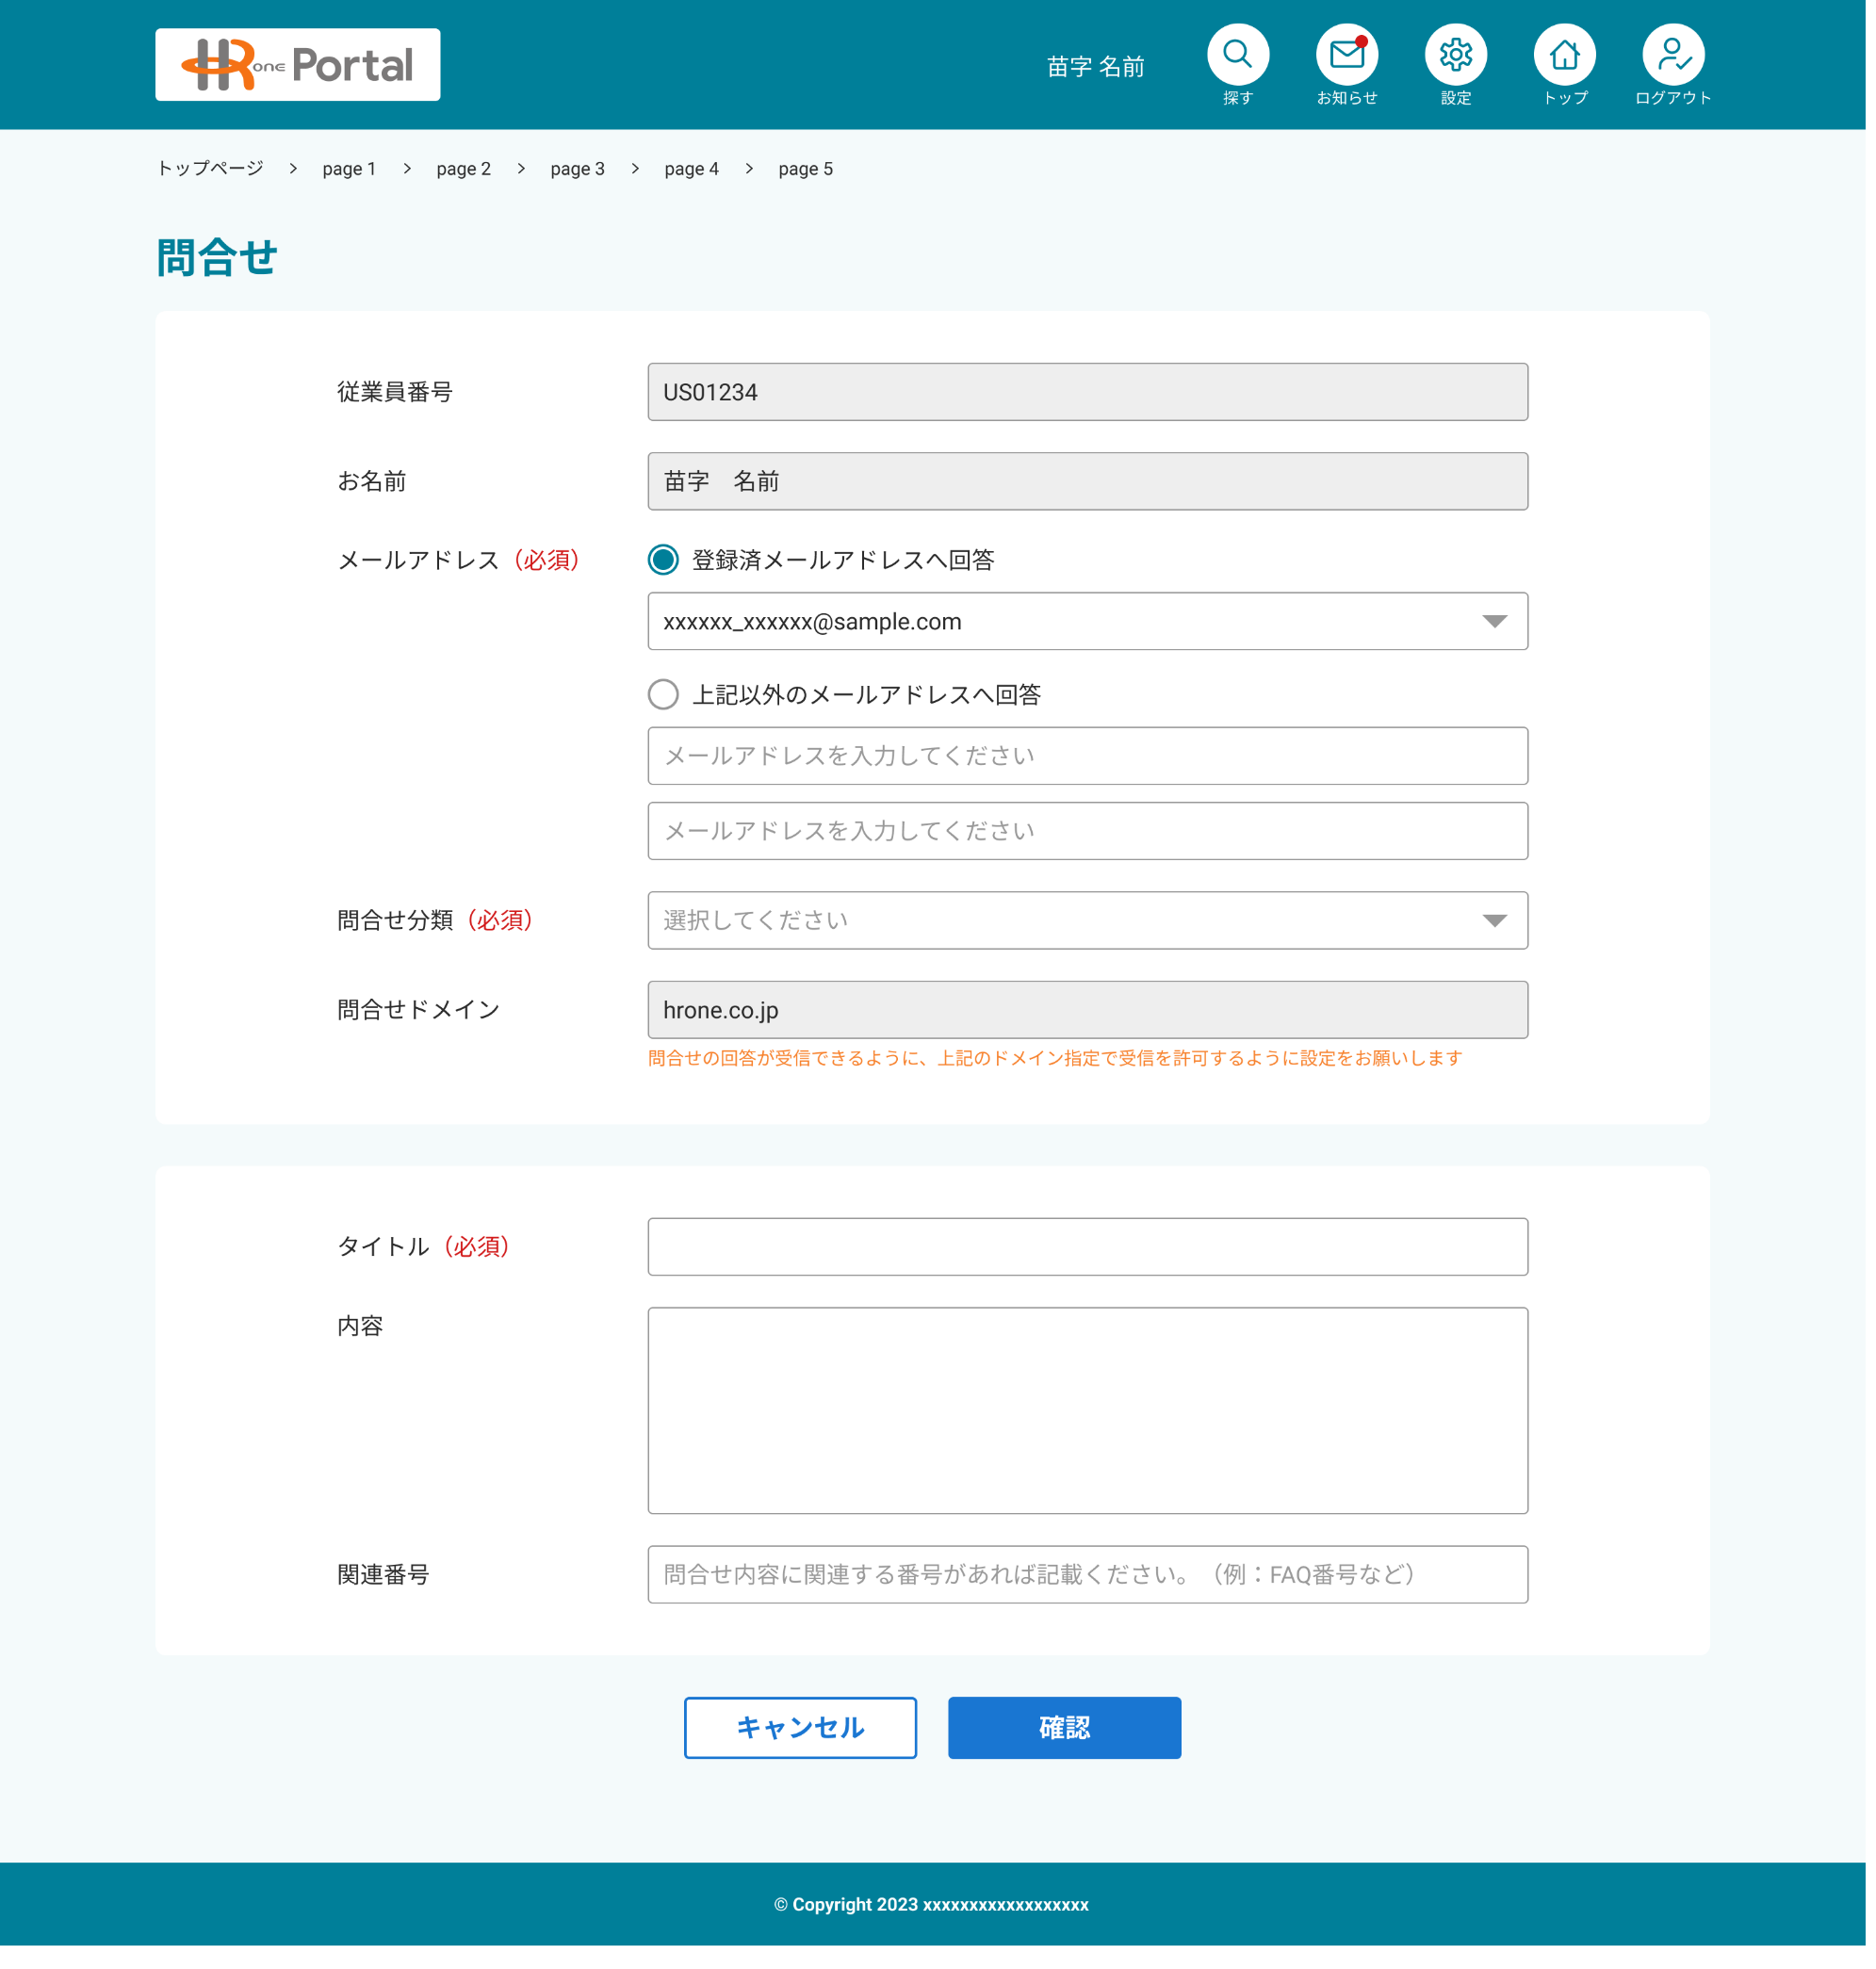 HRone Portal
苗字 名前
探す
お知らせ
設定
トップ
ログアウト
トップページ > page 1 > page 2 > page 3 > page 4 > page 5
問合せ
従業員番号
US01234
お名前
苗字　名前
メールアドレス（必須）
登録済メールアドレスへ回答
xxxxxx_xxxxxx@sample.com
上記以外のメールアドレスへ回答
メールアドレスを入力してください
メールアドレスを入力してください
問合せ分類（必須）
選択してください
問合せドメイン
hrone.co.jp
問合せの回答が受信できるように、上記のドメイン指定で受信を許可するように設定をお願いします
タイトル（必須）
内容
関連番号
問合せ内容に関連する番号があれば記載ください。（例：FAQ番号など）
キャンセル
確認
© Copyright 2023 xxxxxxxxxxxxxxxxxx